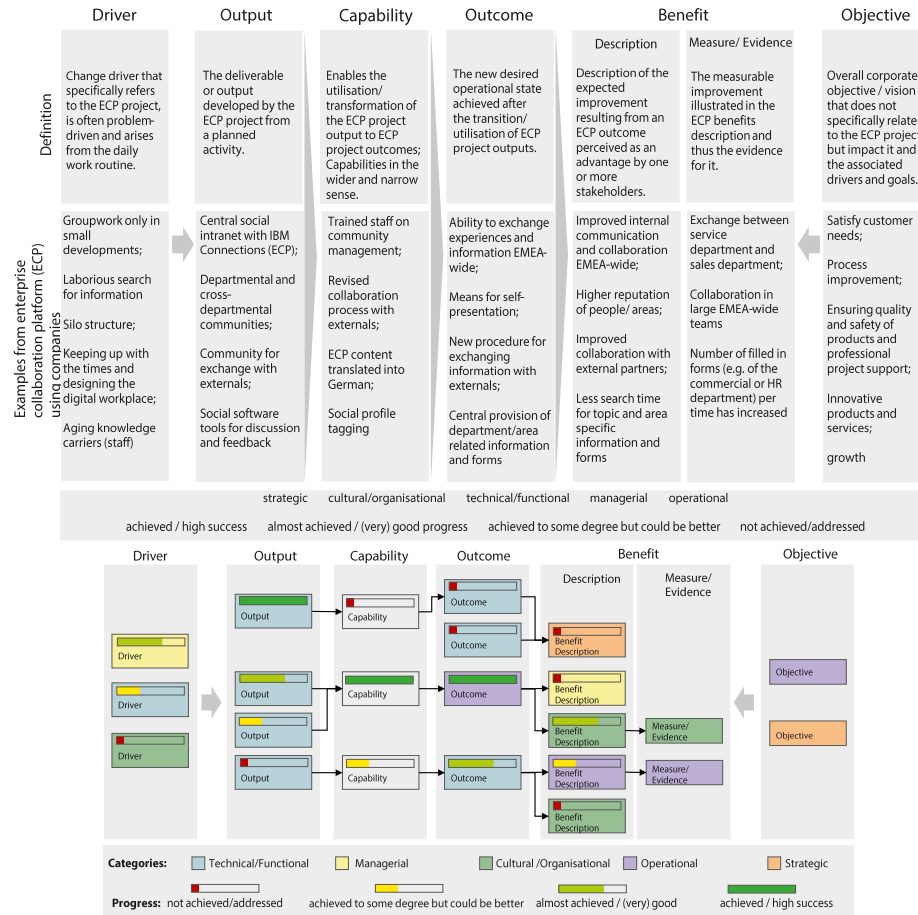 Driver
Output
Capability
Outcome
Benefit
Objective
Description
Measure/ Evidence
Definition
Change driver that
specifically refers
to the ECP project,
is often problem-
driven and arises
from the daily
work routine.
The deliverable
or output
developed by the
ECP project from
a planned
activity.
Enables the
utilisation/
transformation of
the ECP project
output to ECP
project outcomes;
Capabilities in the
wider and narrow
sense.
The new desired
operational state
achieved after
the transition/
utilisation of ECP
project outputs.
Description of the
expected
improvement
resulting from an
ECP outcome
perceived as an
advantage by one
or more
stakeholders.
The measurable
improvement
illustrated in the
ECP benefits
description and
thus the evidence
for it.
Overall corporate
objective / vision
that does not
specifically relate
to the ECP project
but impact it and
the associated
drivers and goals.
Examples from enterprise
collaboration platform (ECP)
using companies
Groupwork only in
small
developments;
Laborious search
for information
Silo structure;
Keeping up with
the times and
designing the
digital workplace;
Aging knowledge
carriers (staff)
Central social
intranet with IBM
Connections (ECP);
Departmental and
cross-
departmental
communities;
Community for
exchange with
externals;
Social software
tools for discussion
and feedback
Trained staff on
community
management;
Revised
collaboration
process with
externals;
ECP content
translated into
German;
Social profile
tagging
Ability to exchange
experiences and
information EMEA-
wide;
Means for self-
presentation;
New procedure for
exchanging
information with
externals;
Central provision of
department/area
related information
and forms
Improved internal
communication
and collaboration
EMEA-wide;
Higher reputation
of people/ areas;
Improved
collaboration with
external partners;
Less search time
for topic and area
specific
information and
forms
Exchange between
service
department and
sales department;
Collaboration in
large EMEA-wide
teams
Number of filled in
forms (e.g. of the
commercial or HR
department) per
time has increased
Satisfy customer
needs;
Process
improvement;
Ensuring quality
and safety of
products and
professional
project support;
Innovative
products and
services;
growth
strategic cultural/organisational technical/functional managerial operational
achieved / high success almost achieved / (very) good progress achieved to some degree but could be better not achieved/addressed
Driver
Output
Capability
Outcome
Benefit
Objective
Description
Measure/
Evidence
Driver
Driver
Driver
Output
Output
Output
Output
Capability
Capability
Capability
Outcome
Outcome
Outcome
Outcome
Benefit
Description
Benefit
Description
Benefit
Description
Benefit
Description
Benefit
Description
Measure/
Evidence
Measure/
Evidence
Objective
Objective
Categories: Technical/Functional Managerial Cultural /Organisational Operational Strategic
Progress: not achieved/addressed achieved to some degree but could be better almost achieved / (very) good achieved / high success